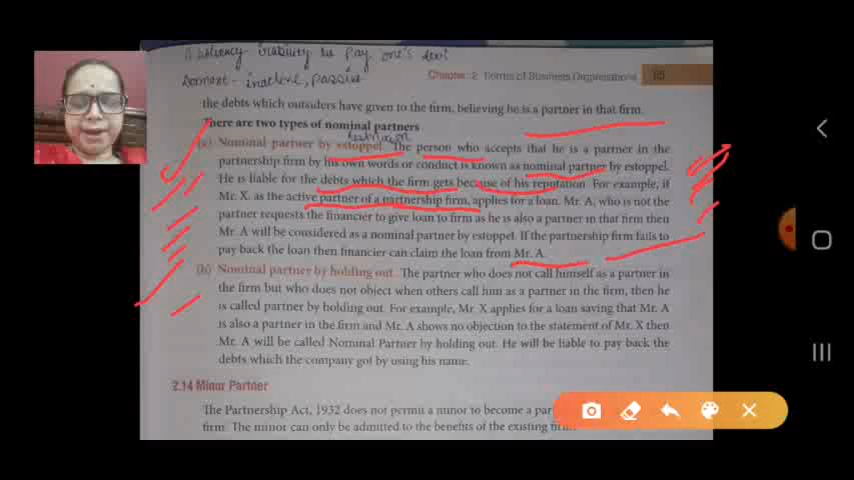 inability to pay one's
Dormant - inactive, passive
Chapter: 2 Forms of Business Organisations
the debts which outsiders have given to the firm, believing he is a partner in that firm.
There are two types of nominal partners
(a) Nominal partner by estoppel. The person who accepts that he is a partner in the
partnership firm by his own words or conduct is known as nominal partner by estoppel.
He is liable for the debts which the firm gets because of his reputation. For example, if
Mr. X. as the active partner of a partnership firm, applies for a loan. Mr. A, who is not the
partner requests the financier to give loan to firm as he is also a partner in that firm then
Mr. A will be considered as a nominal partner by estoppel. If the partnership firm fails to
pay back the loan then financier can claim the loan from Mr. A.
(b) Nominal partner by holding out. The partner who does not call himself as a partner in
the firm but who does not object when others call him as a partner in the firm, then he
is called partner by holding out. For example, Mr. X applies for a loan saying that Mr. A
is also a partner in the firm and Mr. A shows no objection to the statement of Mr. X then
Mr. A will be called Nominal Partner by holding out. He will be liable to pay back the
debts which the company got by using his name.
2.14 Minor Partner
The Partnership Act, 1932 does not permit a minor to become a par
firm. The minor can only be admitted to the benefits of the existing firm.